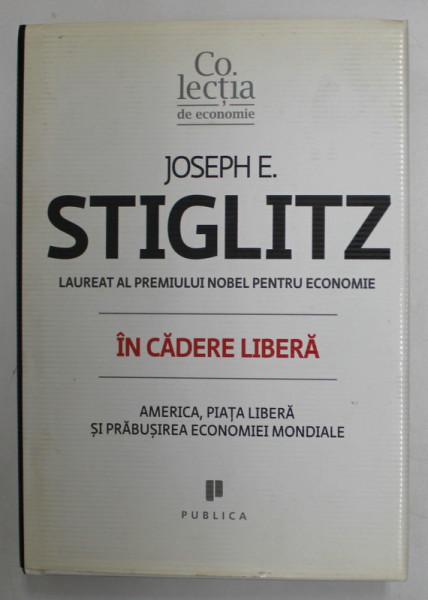 Co.
lecția
de economie
JOSEPH E.
STIGLITZ
LAUREAT AL PREMIULUI NOBEL PENTRU ECONOMIE
ÎN CĂDERE LIBERĂ
AMERICA, PIAȚA LIBERĂ
ȘI PRĂBUȘIREA ECONOMIEI MONDIALE
PUBLICA